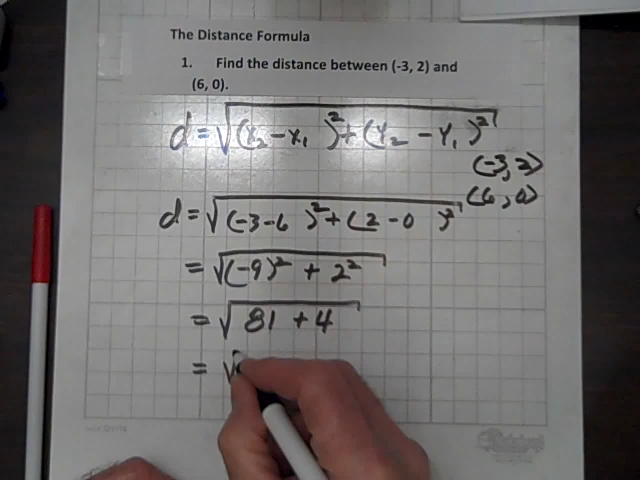 The Distance Formula
1. Find the distance between (-3, 2) and
(6, 0).
d = √(x₂ - x₁ )² + (y₂ - y₁ )²
(-3, 2)
(6, 0)
d = √(-3 - 6 )² + (2 - 0 )²
= √(-9)² + 2²
= √81 + 4
= √